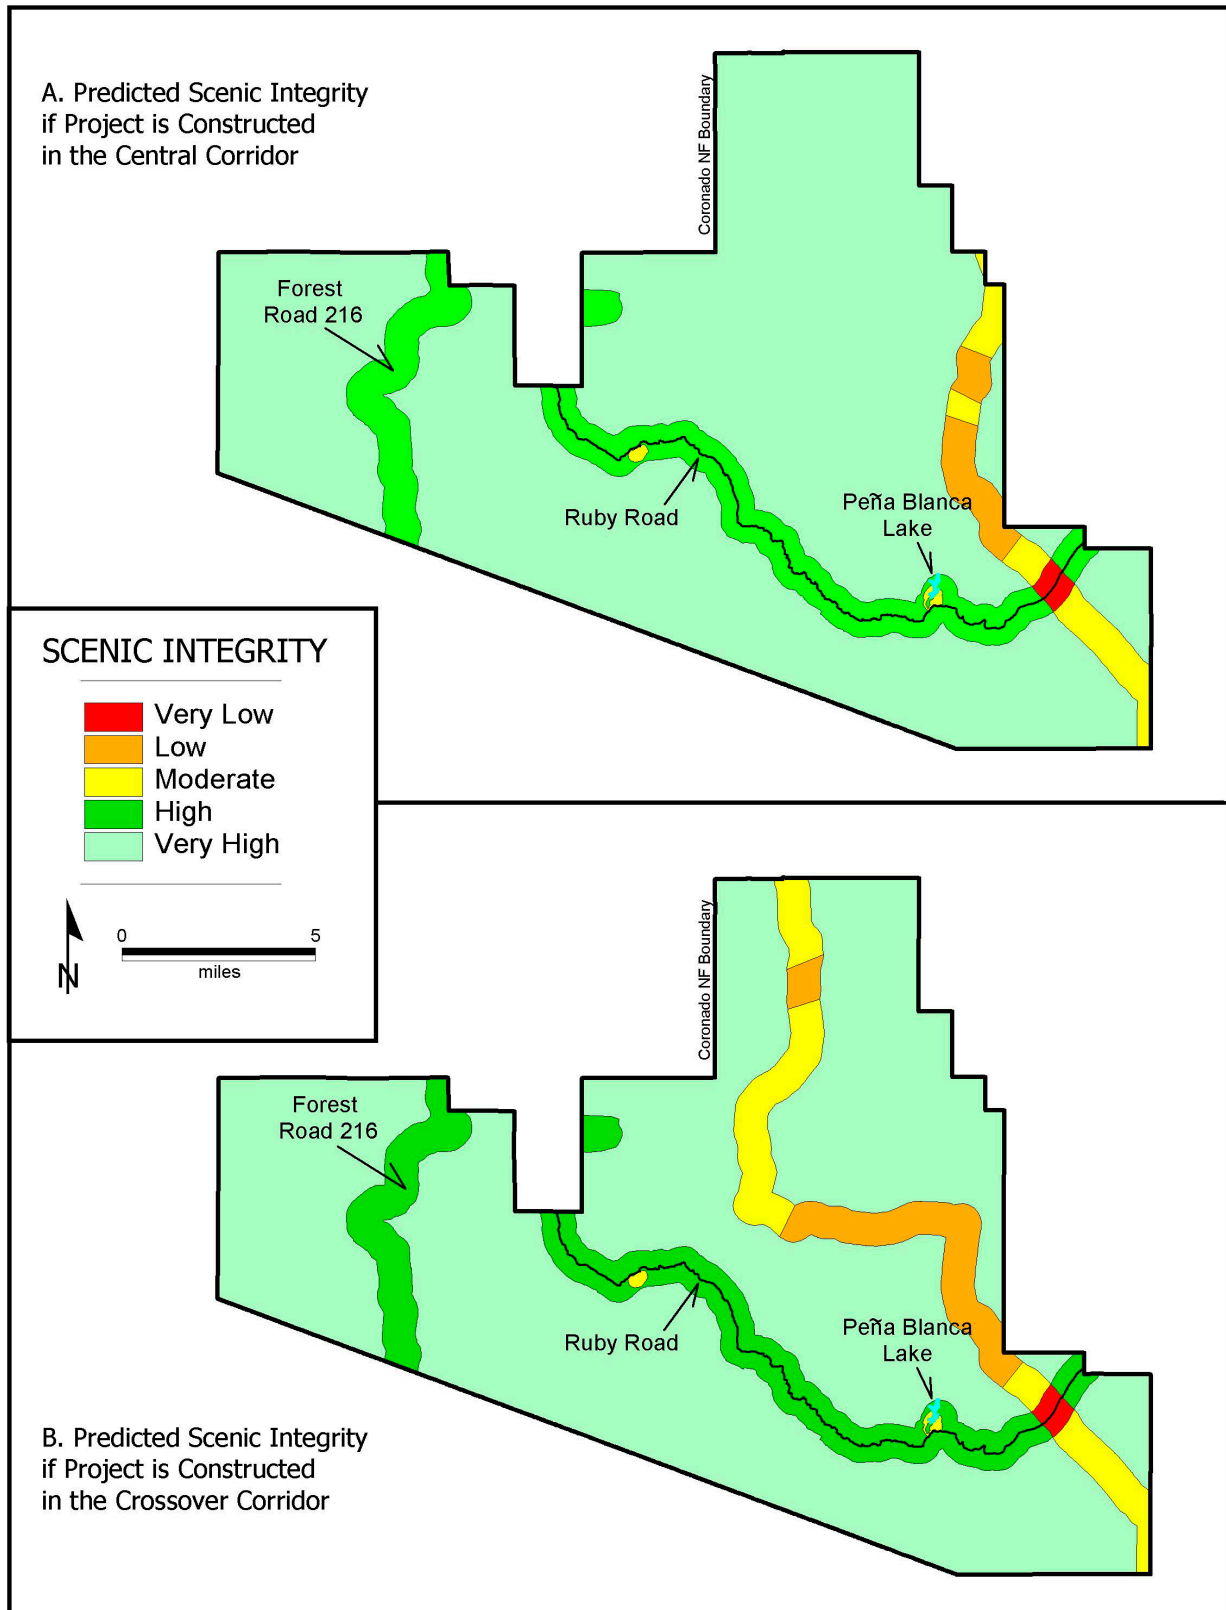 A. Predicted Scenic Integrity
if Project is Constructed
in the Central Corridor
Coronado NF Boundary
Forest
Road 216
Ruby Road
Peña Blanca
Lake
SCENIC INTEGRITY
Very Low
Low
Moderate
High
Very High
N
0 5
miles
Coronado NF Boundary
Forest
Road 216
Ruby Road
Peña Blanca
Lake
B. Predicted Scenic Integrity
if Project is Constructed
in the Crossover Corridor